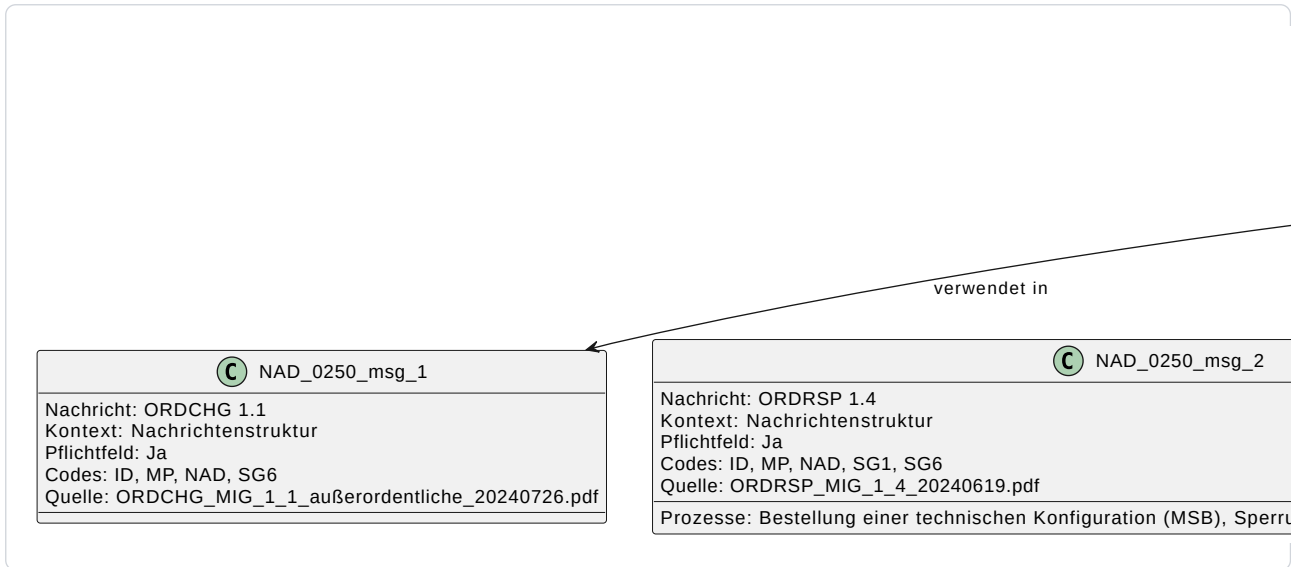 verwendet in
C NAD_0250_msg_1
Nachricht: ORDCHG 1.1
Kontext: Nachrichtenstruktur
Pflichtfeld: Ja
Codes: ID, MP, NAD, SG6
Quelle: ORDCHG_MIG_1_1_außerordentliche_20240726.pdf
C NAD_0250_msg_2
Nachricht: ORDRSP 1.4
Kontext: Nachrichtenstruktur
Pflichtfeld: Ja
Codes: ID, MP, NAD, SG1, SG6
Quelle: ORDRSP_MIG_1_4_20240619.pdf
Prozesse: Bestellung einer technischen Konfiguration (MSB),